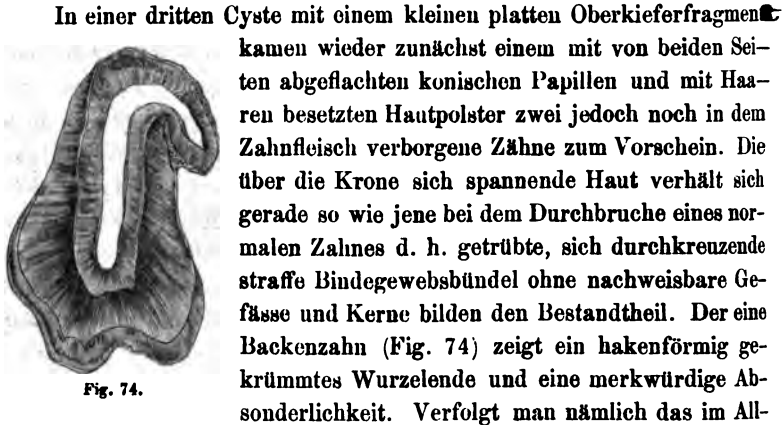 In einer dritten Cyste mit einem kleinen platten Oberkieferfragment
kamen wieder zunächst einem mit von beiden Sei-
ten abgeflachten konischen Papillen und mit Haa-
ren besetzten Hautpolster zwei jedoch noch in dem
Zahnfleisch verborgene Zähne zum Vorschein. Die
über die Krone sich spannende Haut verhält sich
gerade so wie jene bei dem Durchbruche eines nor-
malen Zahnes d. h. getrübte, sich durchkreuzende
straffe Bindegewebsbündel ohne nachweisbare Ge-
fässe und Kerne bilden den Bestandtheil. Der eine
Backenzahn (Fig. 74) zeigt ein hakenförmig ge-
krümmtes Wurzelende und eine merkwürdige Ab-
sonderlichkeit. Verfolgt man nämlich das im All-
Fig. 74.